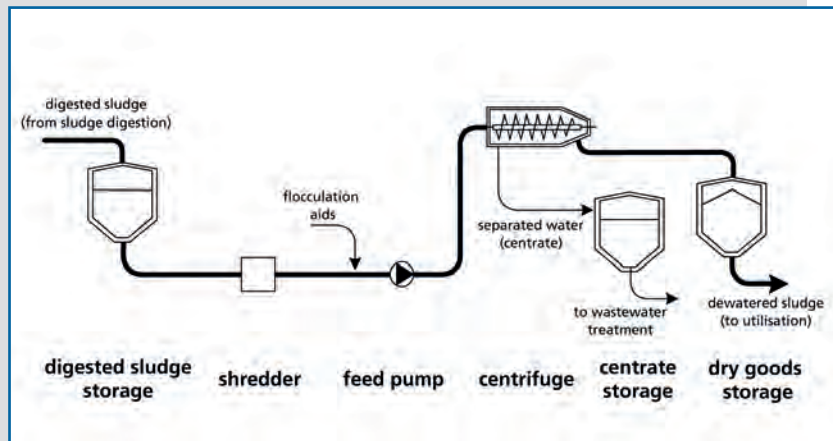 digested sludge
(from sludge digestion)
flocculation
aids
separated water
(centrate)
to wastewater
treatment
dewatered sludge
(to utilisation)
digested sludge
storage
shredder
feed pump
centrifuge
centrate
storage
dry goods
storage